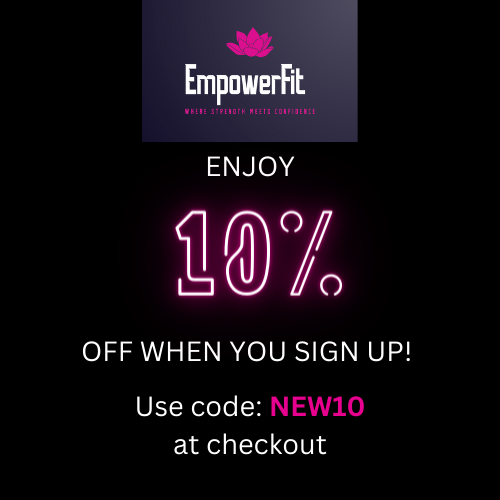 EmpowerFit
WHERE STRENGTH MEETS CONFIDENCE
ENJOY
10%
OFF WHEN YOU SIGN UP!
Use code: NEW10
at checkout